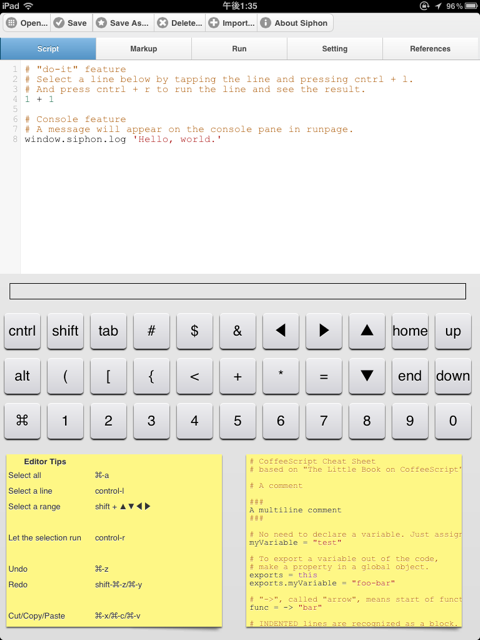 iPad 午後1:35 96%
Open... Save Save As... Delete... Import... About Siphon
Script Markup Run Setting References
1 # "do-it" feature
2 # Select a line below by tapping the line and pressing cntrl + l.
3 # And press cntrl + r to run the line and see the result.
4 1 + 1
5
6 # Console feature
7 # A message will appear on the console pane in runpage.
8 window.siphon.log 'Hello, world.'
cntrl shift tab # $ & ◀ ▶ ▲ home up
alt ( [ { < + * = ▼ end down
⌘ 1 2 3 4 5 6 7 8 9 0
Editor Tips
Select all ⌘-a
Select a line control-l
Select a range shift + ▲▼◀▶
Let the selection run control-r
Undo ⌘-z
Redo shift-⌘-z/⌘-y
Cut/Copy/Paste ⌘-x/⌘-c/⌘-v
# CoffeeScript Cheat Sheet
# based on "The Little Book on CoffeeScript"
# A comment
###
A multiline comment
###
# No need to declare a variable. Just assign
myVariable = "test"
# To export a variable out of the code,
# make a property in a global object.
exports = this
exports.myVariable = "foo-bar"
# "->", called "arrow", means start of funct
func = -> "bar"
# INDENTED lines are recognized as a block.